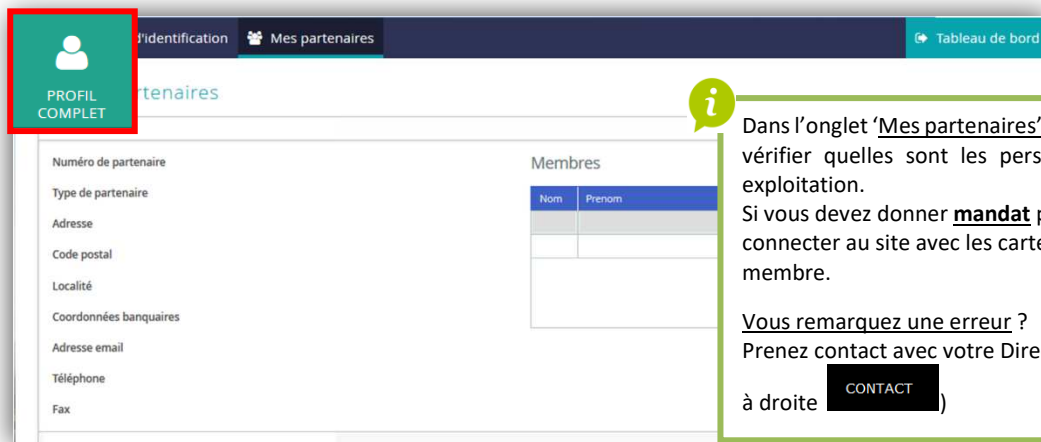 PROFIL
COMPLET
d'identification Mes partenaires Tableau de bord
rtenaires
Numéro de partenaire
Type de partenaire
Adresse
Code postal
Localité
Coordonnées banquaires
Adresse email
Téléphone
Fax
Membres
Nom Prenom
i
Dans l'onglet 'Mes partenaires'
vérifier quelles sont les pers
exploitation.
Si vous devez donner mandat p
connecter au site avec les carte
membre.
Vous remarquez une erreur ?
Prenez contact avec votre Dire
à droite CONTACT )